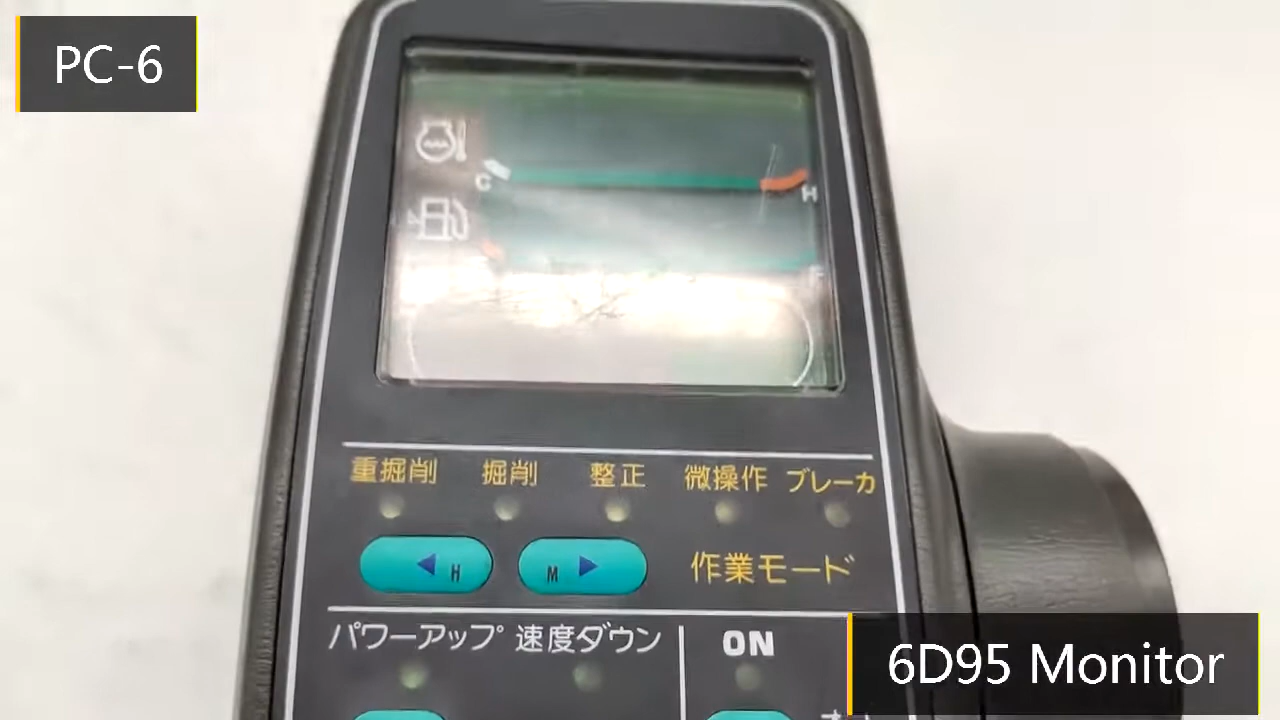 PC-6
C
H
F
重掘削 掘削 整正 微操作 ブレーカ
H M 作業モード
パワーアップ 速度ダウン ON
6D95 Monitor